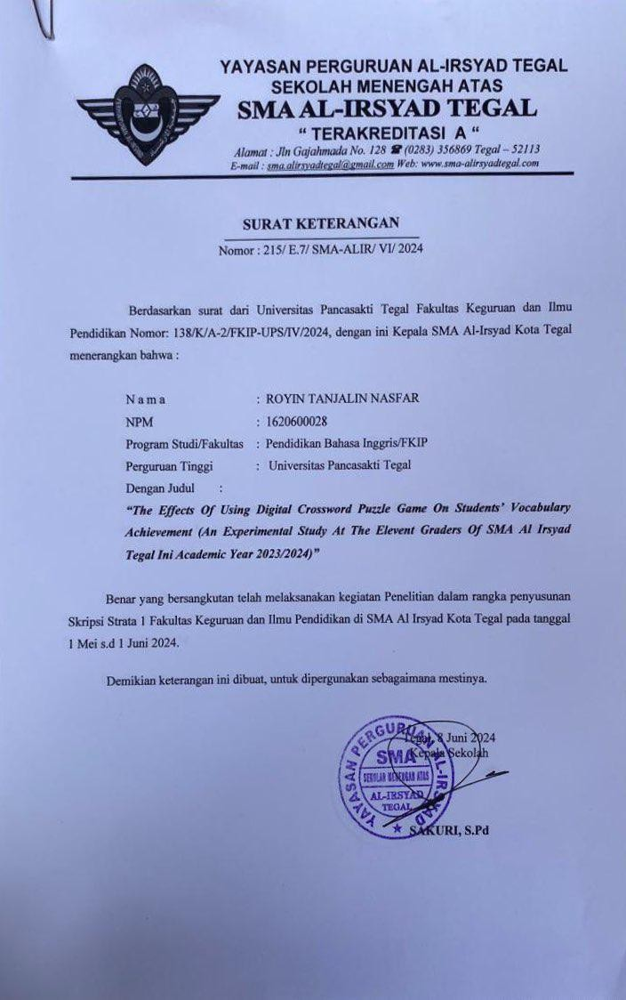 YAYASAN PERGURUAN AL-IRSYAD TEGAL
SEKOLAH MENENGAH ATAS
SMA AL-IRSYAD TEGAL
“ TERAKREDITASI A “
Alamat : Jln Gajahmada No. 128 ☎ (0283) 356869 Tegal – 52113
E-mail : sma.alirsyadtegal@gmail.com Web: www.sma-alirsyadtegal.com
SURAT KETERANGAN
Nomor : 215/ E.7/ SMA-ALIR/ VI/ 2024
Berdasarkan surat dari Universitas Pancasakti Tegal Fakultas Keguruan dan Ilmu
Pendidikan Nomor: 138/K/A-2/FKIP-UPS/IV/2024, dengan ini Kepala SMA Al-Irsyad Kota Tegal
menerangkan bahwa :
N a m a : ROYIN TANJALIN NASFAR
NPM : 1620600028
Program Studi/Fakultas : Pendidikan Bahasa Inggris/FKIP
Perguruan Tinggi : Universitas Pancasakti Tegal
Dengan Judul :
“The Effects Of Using Digital Crossword Puzzle Game On Students’ Vocabulary
Achievement (An Experimental Study At The Elevent Graders Of SMA Al Irsyad
Tegal Ini Academic Year 2023/2024)”
Benar yang bersangkutan telah melaksanakan kegiatan Penelitian dalam rangka penyusunan
Skripsi Strata 1 Fakultas Keguruan dan Ilmu Pendidikan di SMA Al Irsyad Kota Tegal pada tanggal
1 Mei s.d 1 Juni 2024.
Demikian keterangan ini dibuat, untuk dipergunakan sebagaimana mestinya.
Tegal, 8 Juni 2024
Kepala Sekolah
YAYASAN PERGURUAN AL-IRSYAD
SMA
SEKOLAH MENENGAH ATAS
AL-IRSYAD
TEGAL
SAKURI, S.Pd